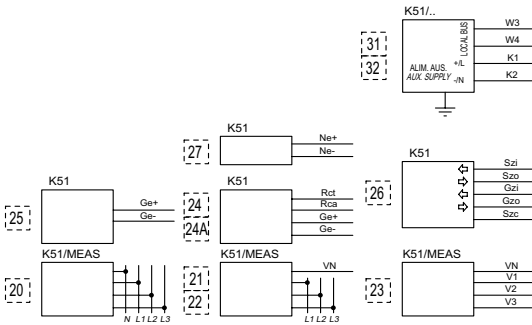 K51/..
31
32
LOCAL BUS
ALIM. AUS.
AUX. SUPPLY
+/L
-/N
W3
W4
K1
K2
27
K51
Ne+
Ne-
25
K51
Ge+
Ge-
24
24A
K51
Rct
Rca
Ge+
Ge-
26
K51
Szi
Szo
Gzi
Gzo
Szc
20
K51/MEAS
N L1 L2 L3
21
22
K51/MEAS
VN
L1 L2 L3
23
K51/MEAS
VN
V1
V2
V3